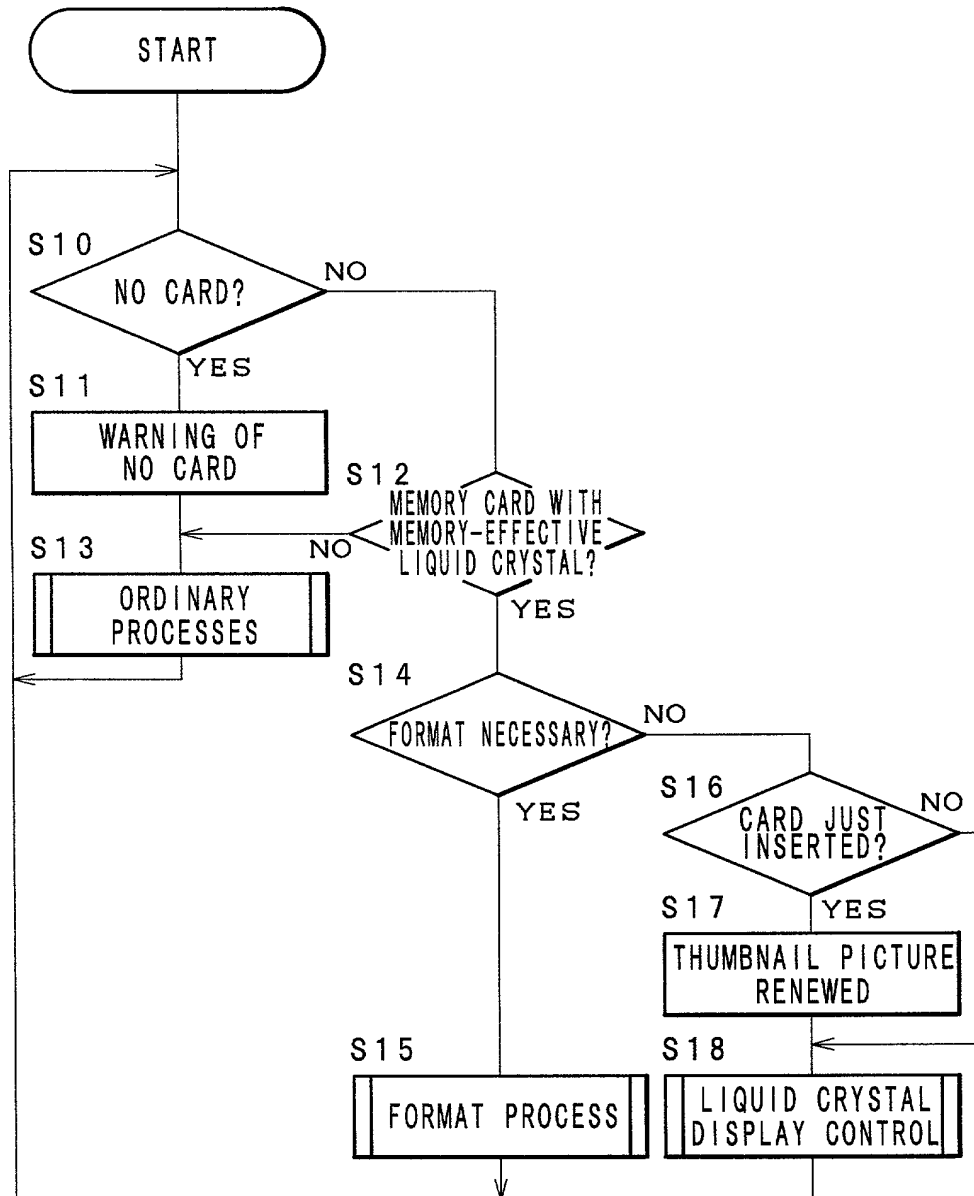 START
S10
NO CARD?
NO
YES
S11
WARNING OF
NO CARD
S12
MEMORY CARD WITH
MEMORY-EFFECTIVE
LIQUID CRYSTAL?
NO
YES
S13
ORDINARY
PROCESSES
S14
FORMAT NECESSARY?
NO
YES
S16
CARD JUST
INSERTED?
NO
YES
S17
THUMBNAIL PICTURE
RENEWED
S15
FORMAT PROCESS
S18
LIQUID CRYSTAL
DISPLAY CONTROL